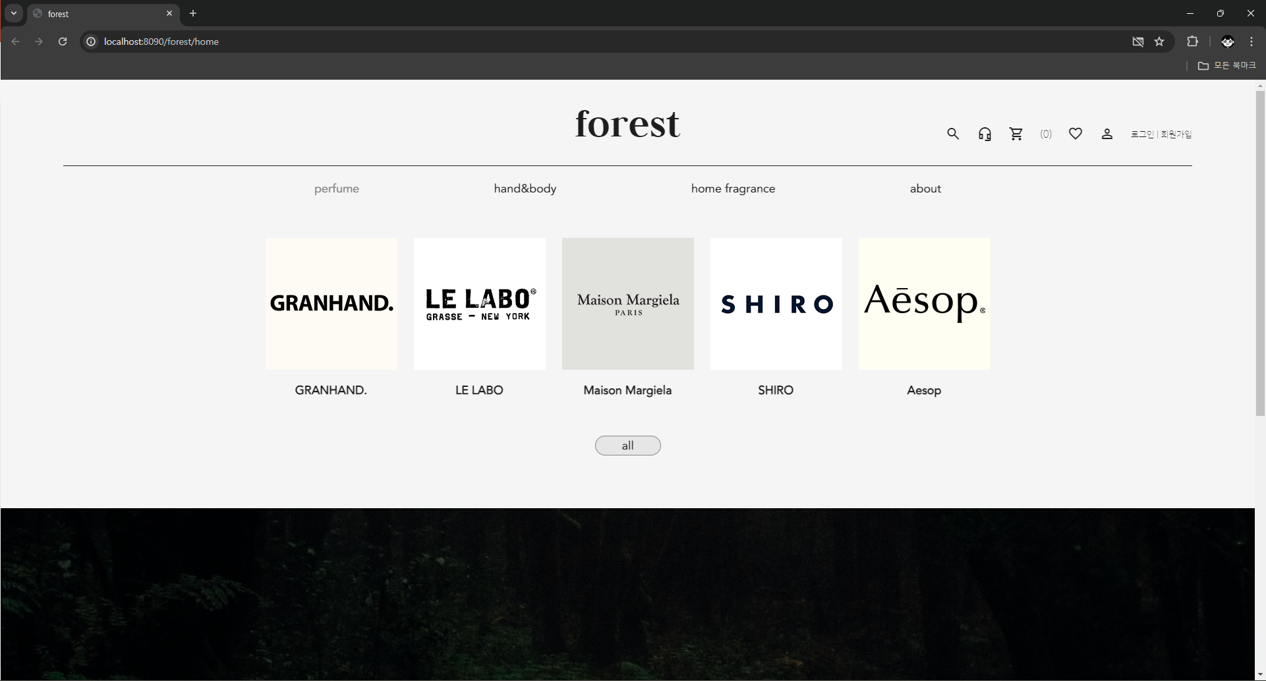 forest
localhost:8090/forest/home
모든 북마크
forest
(0)
로그인 | 회원가입
perfume
hand&body
home fragrance
about
GRANHAND.
LE LABO®
GRASSE – NEW YORK
Maison Margiela
PARIS
SHIRO
Aēsop®
GRANHAND.
LE LABO
Maison Margiela
SHIRO
Aesop
all